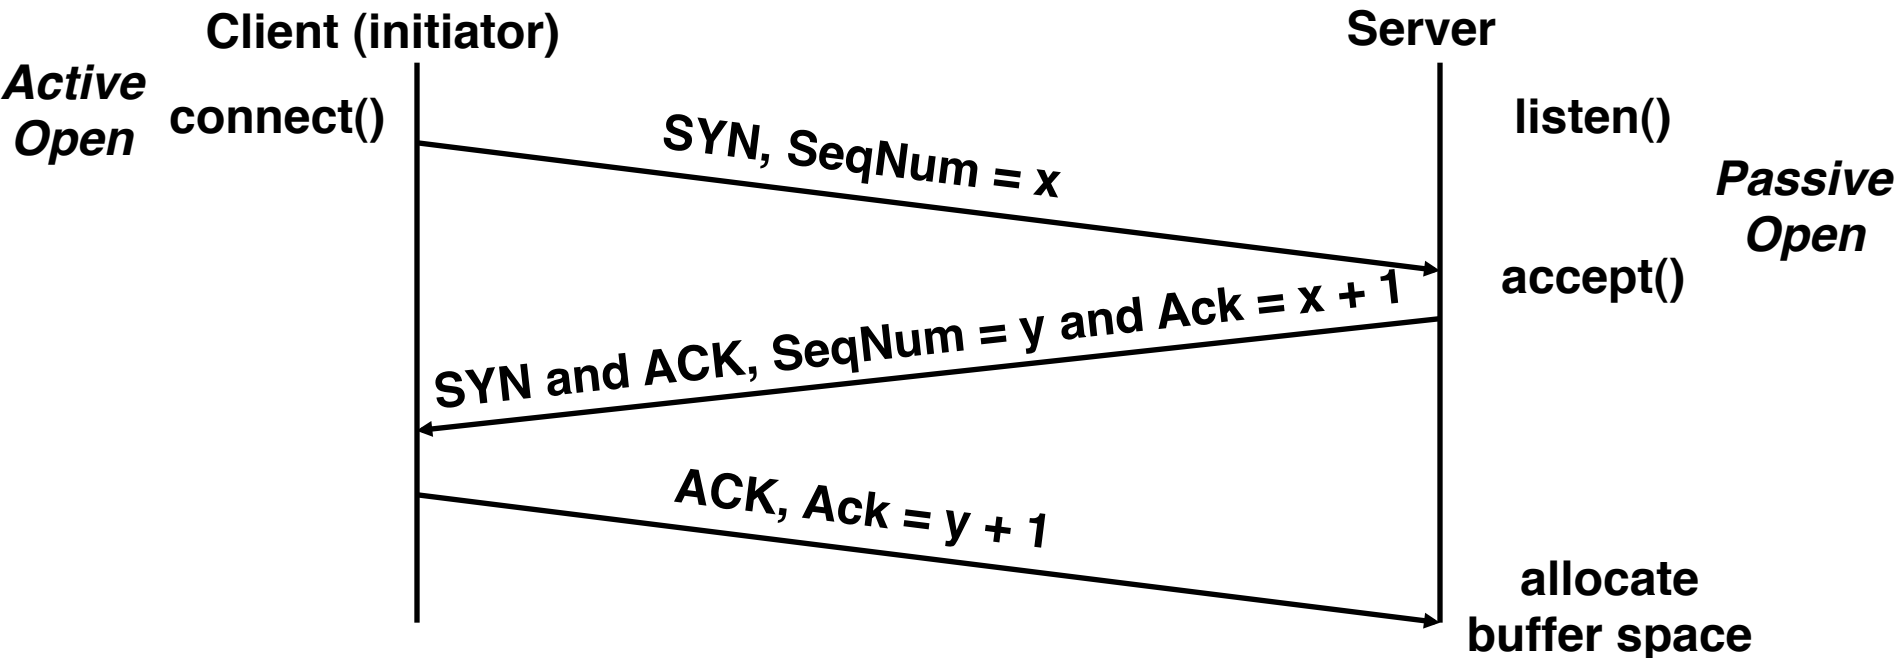 Client (initiator)
Server
Active
Open
connect()
listen()
SYN, SeqNum = x
Passive
Open
accept()
SYN and ACK, SeqNum = y and Ack = x + 1
ACK, Ack = y + 1
allocate
buffer space